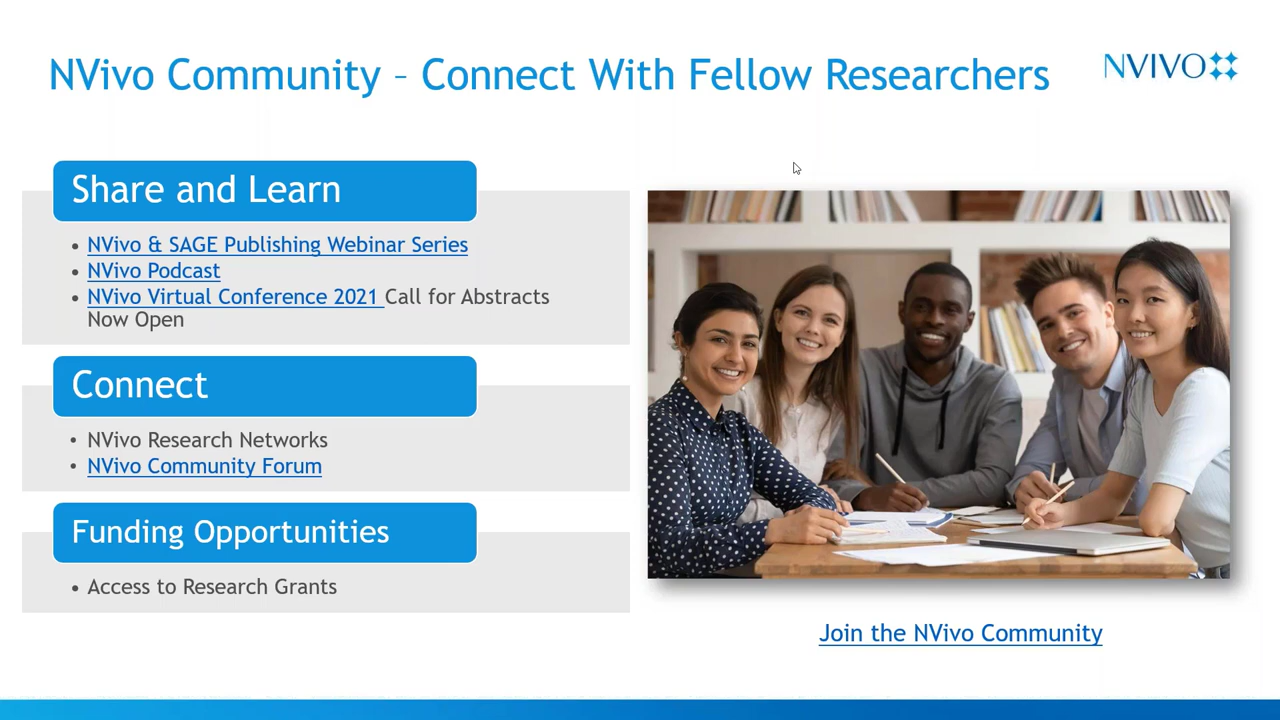 NVivo Community – Connect With Fellow Researchers
NVIVO
Share and Learn
• NVivo & SAGE Publishing Webinar Series
• NVivo Podcast
• NVivo Virtual Conference 2021 Call for Abstracts
Now Open
Connect
• NVivo Research Networks
• NVivo Community Forum
Funding Opportunities
• Access to Research Grants
Join the NVivo Community